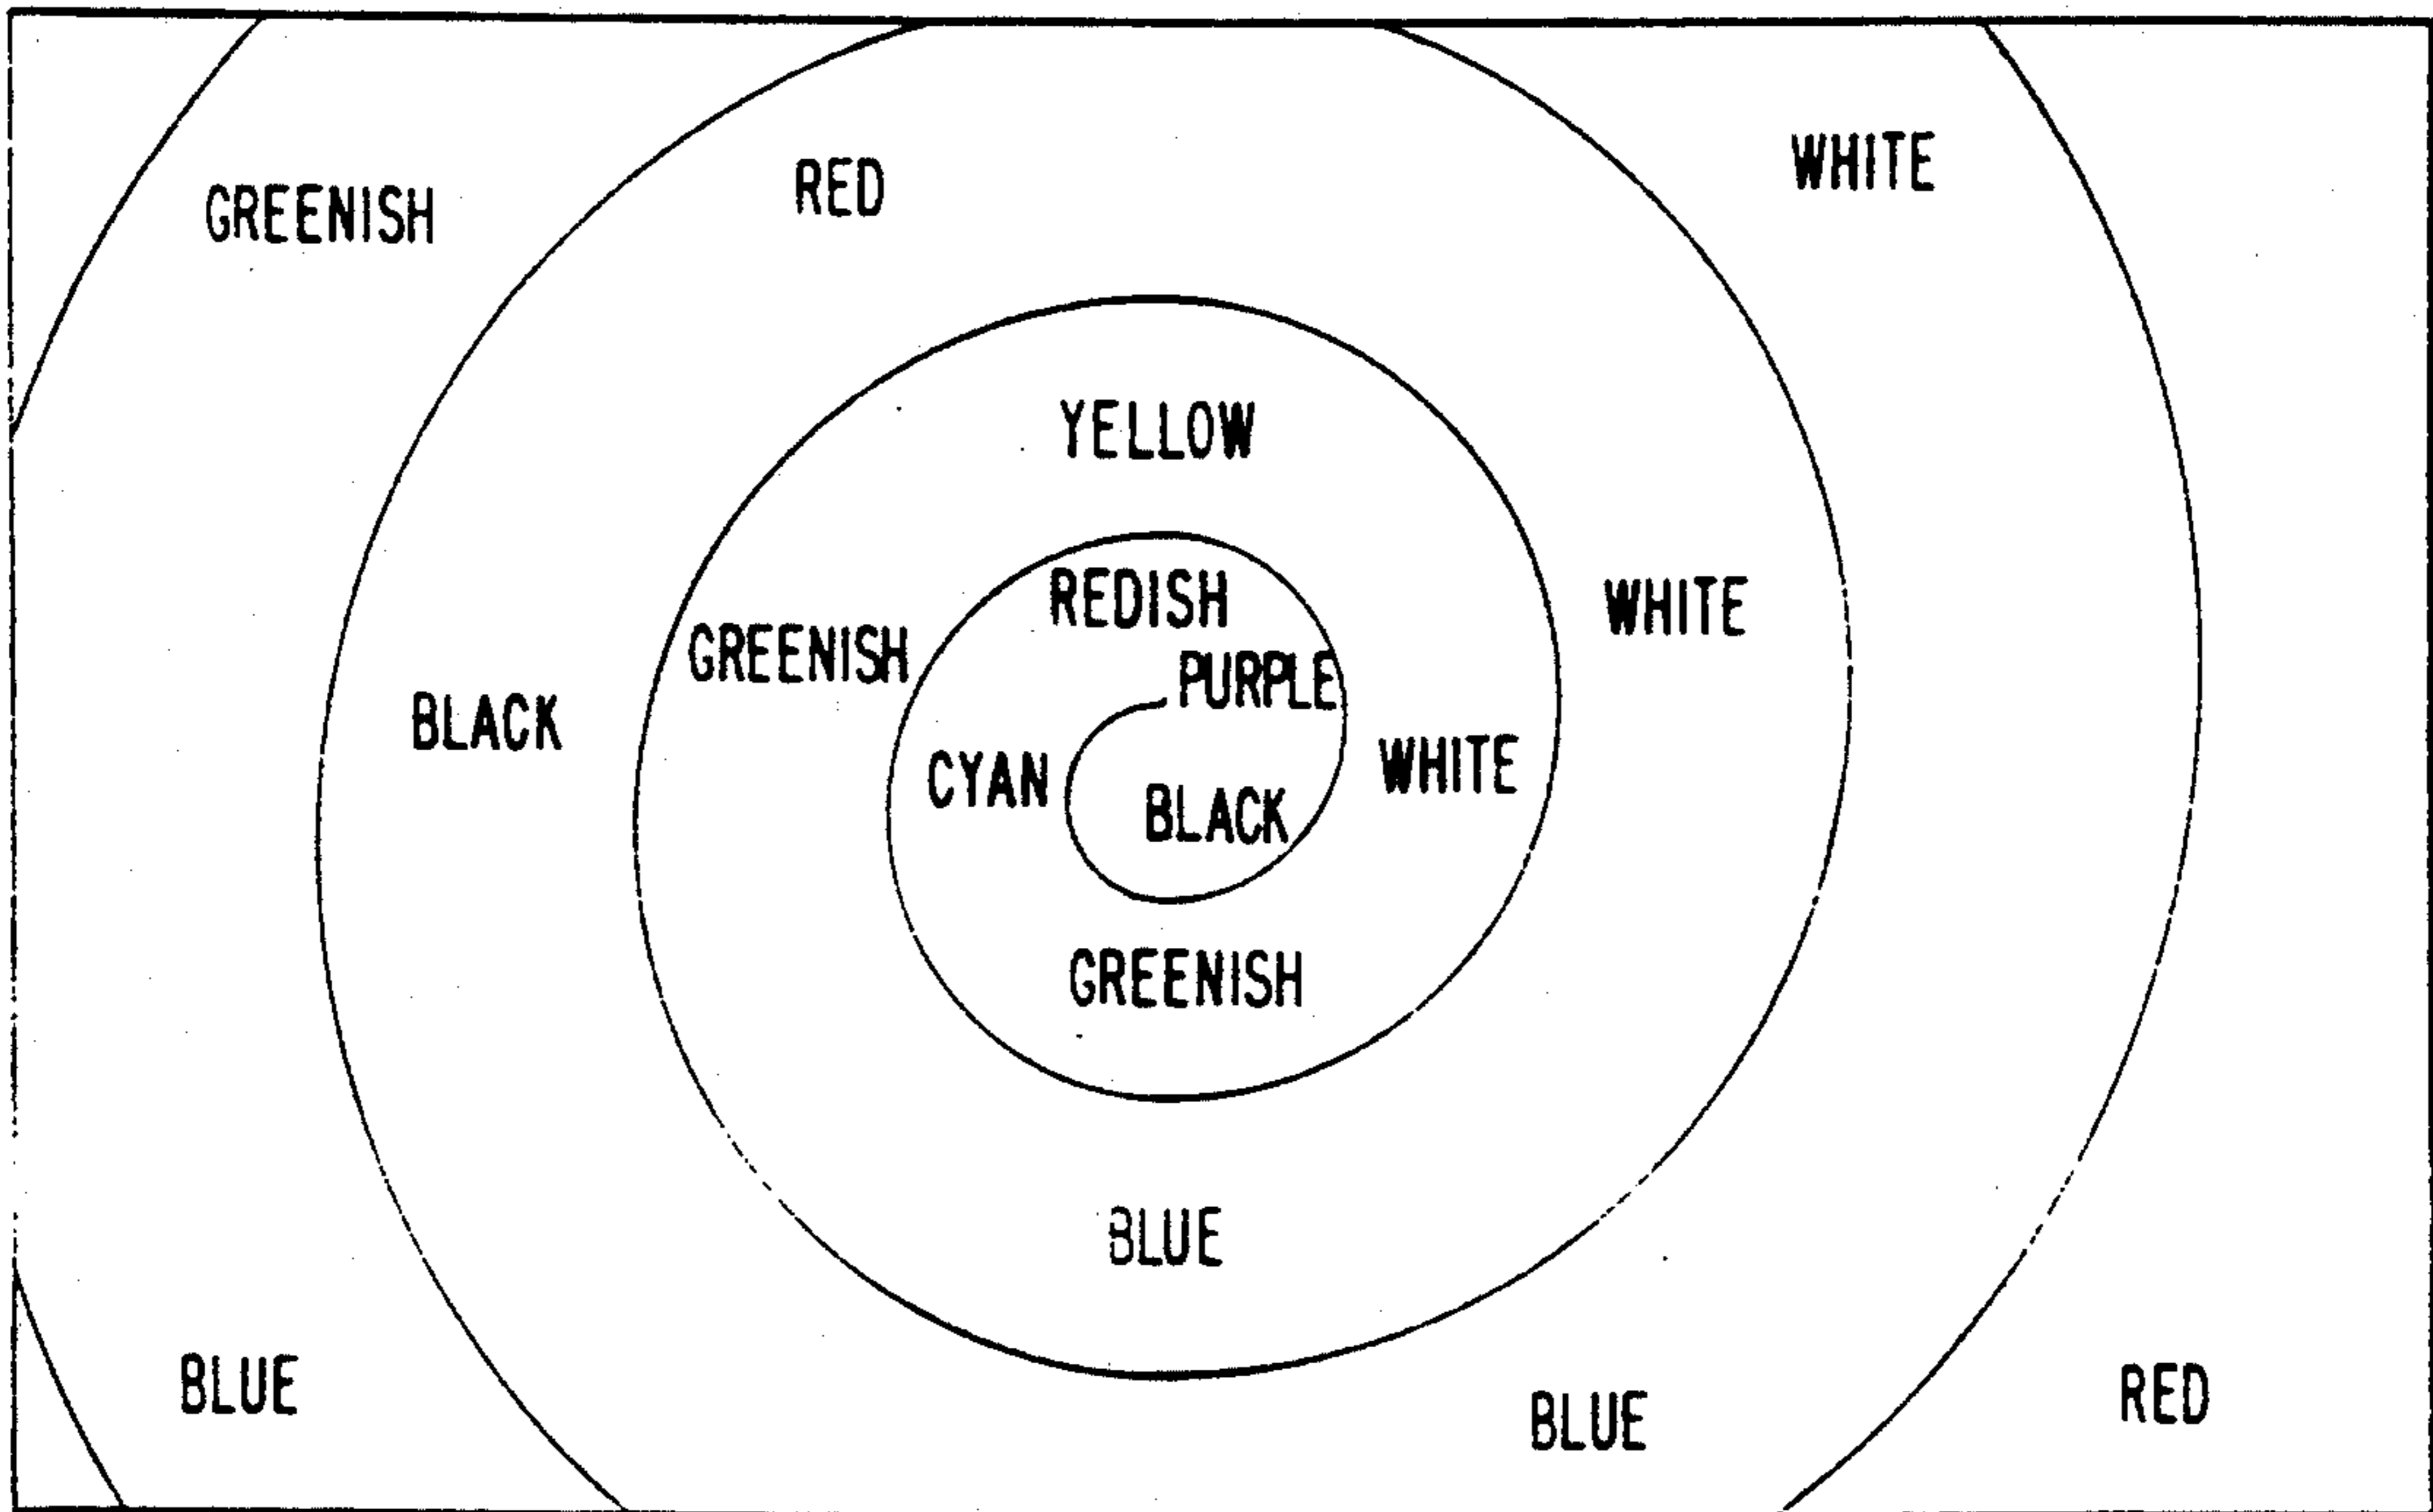 WHITE
RED
GREENISH
YELLOW
REDISH
WHITE
GREENISH
PURPLE
BLACK
WHITE
CYAN
BLACK
GREENISH
BLUE
BLUE
RED
BLUE